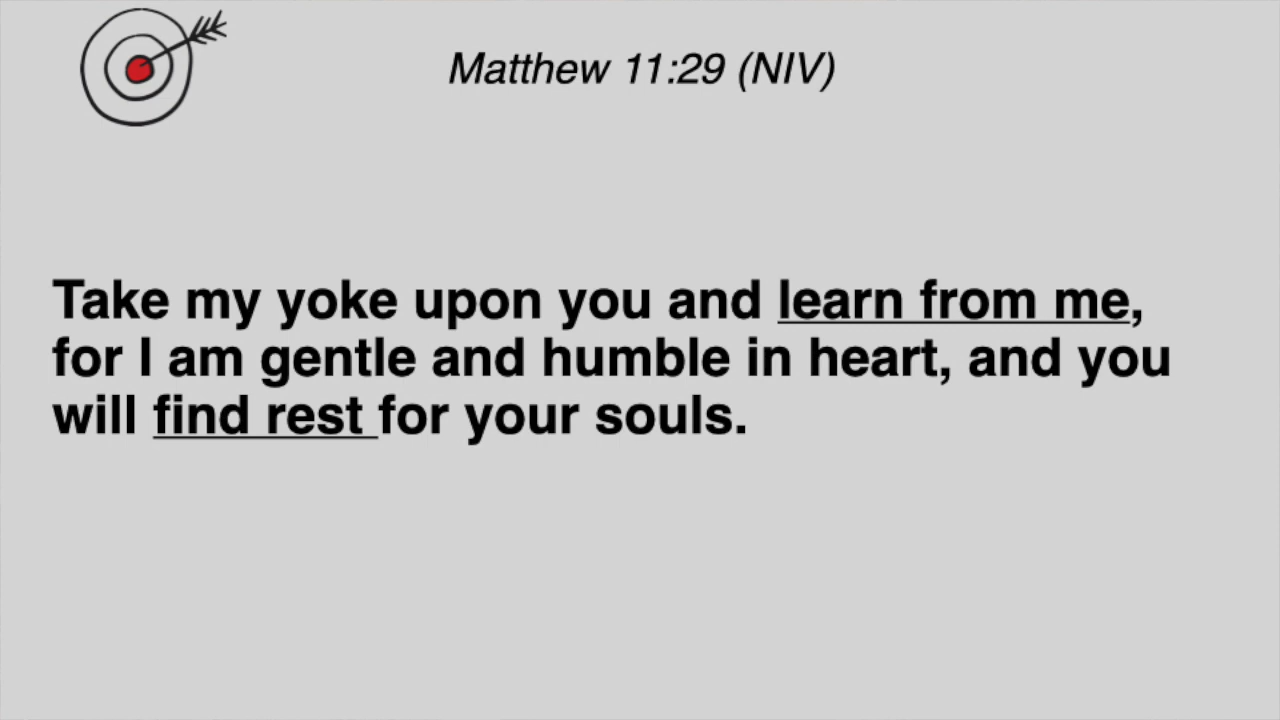 Matthew 11:29 (NIV)
Take my yoke upon you and learn from me,
for I am gentle and humble in heart, and you
will find rest for your souls.